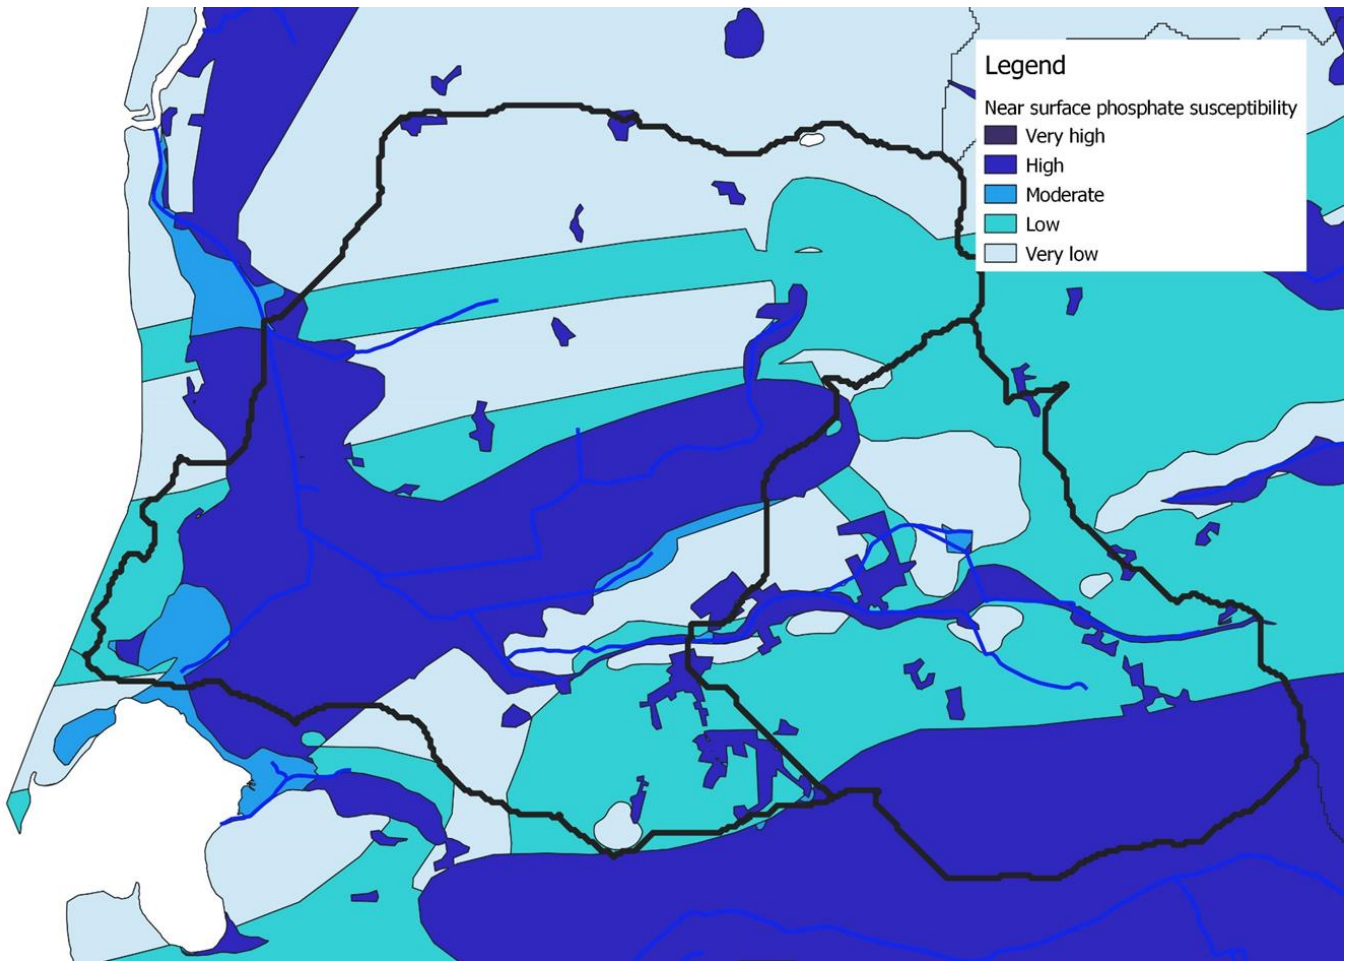 Legend
Near surface phosphate susceptibility
Very high
High
Moderate
Low
Very low